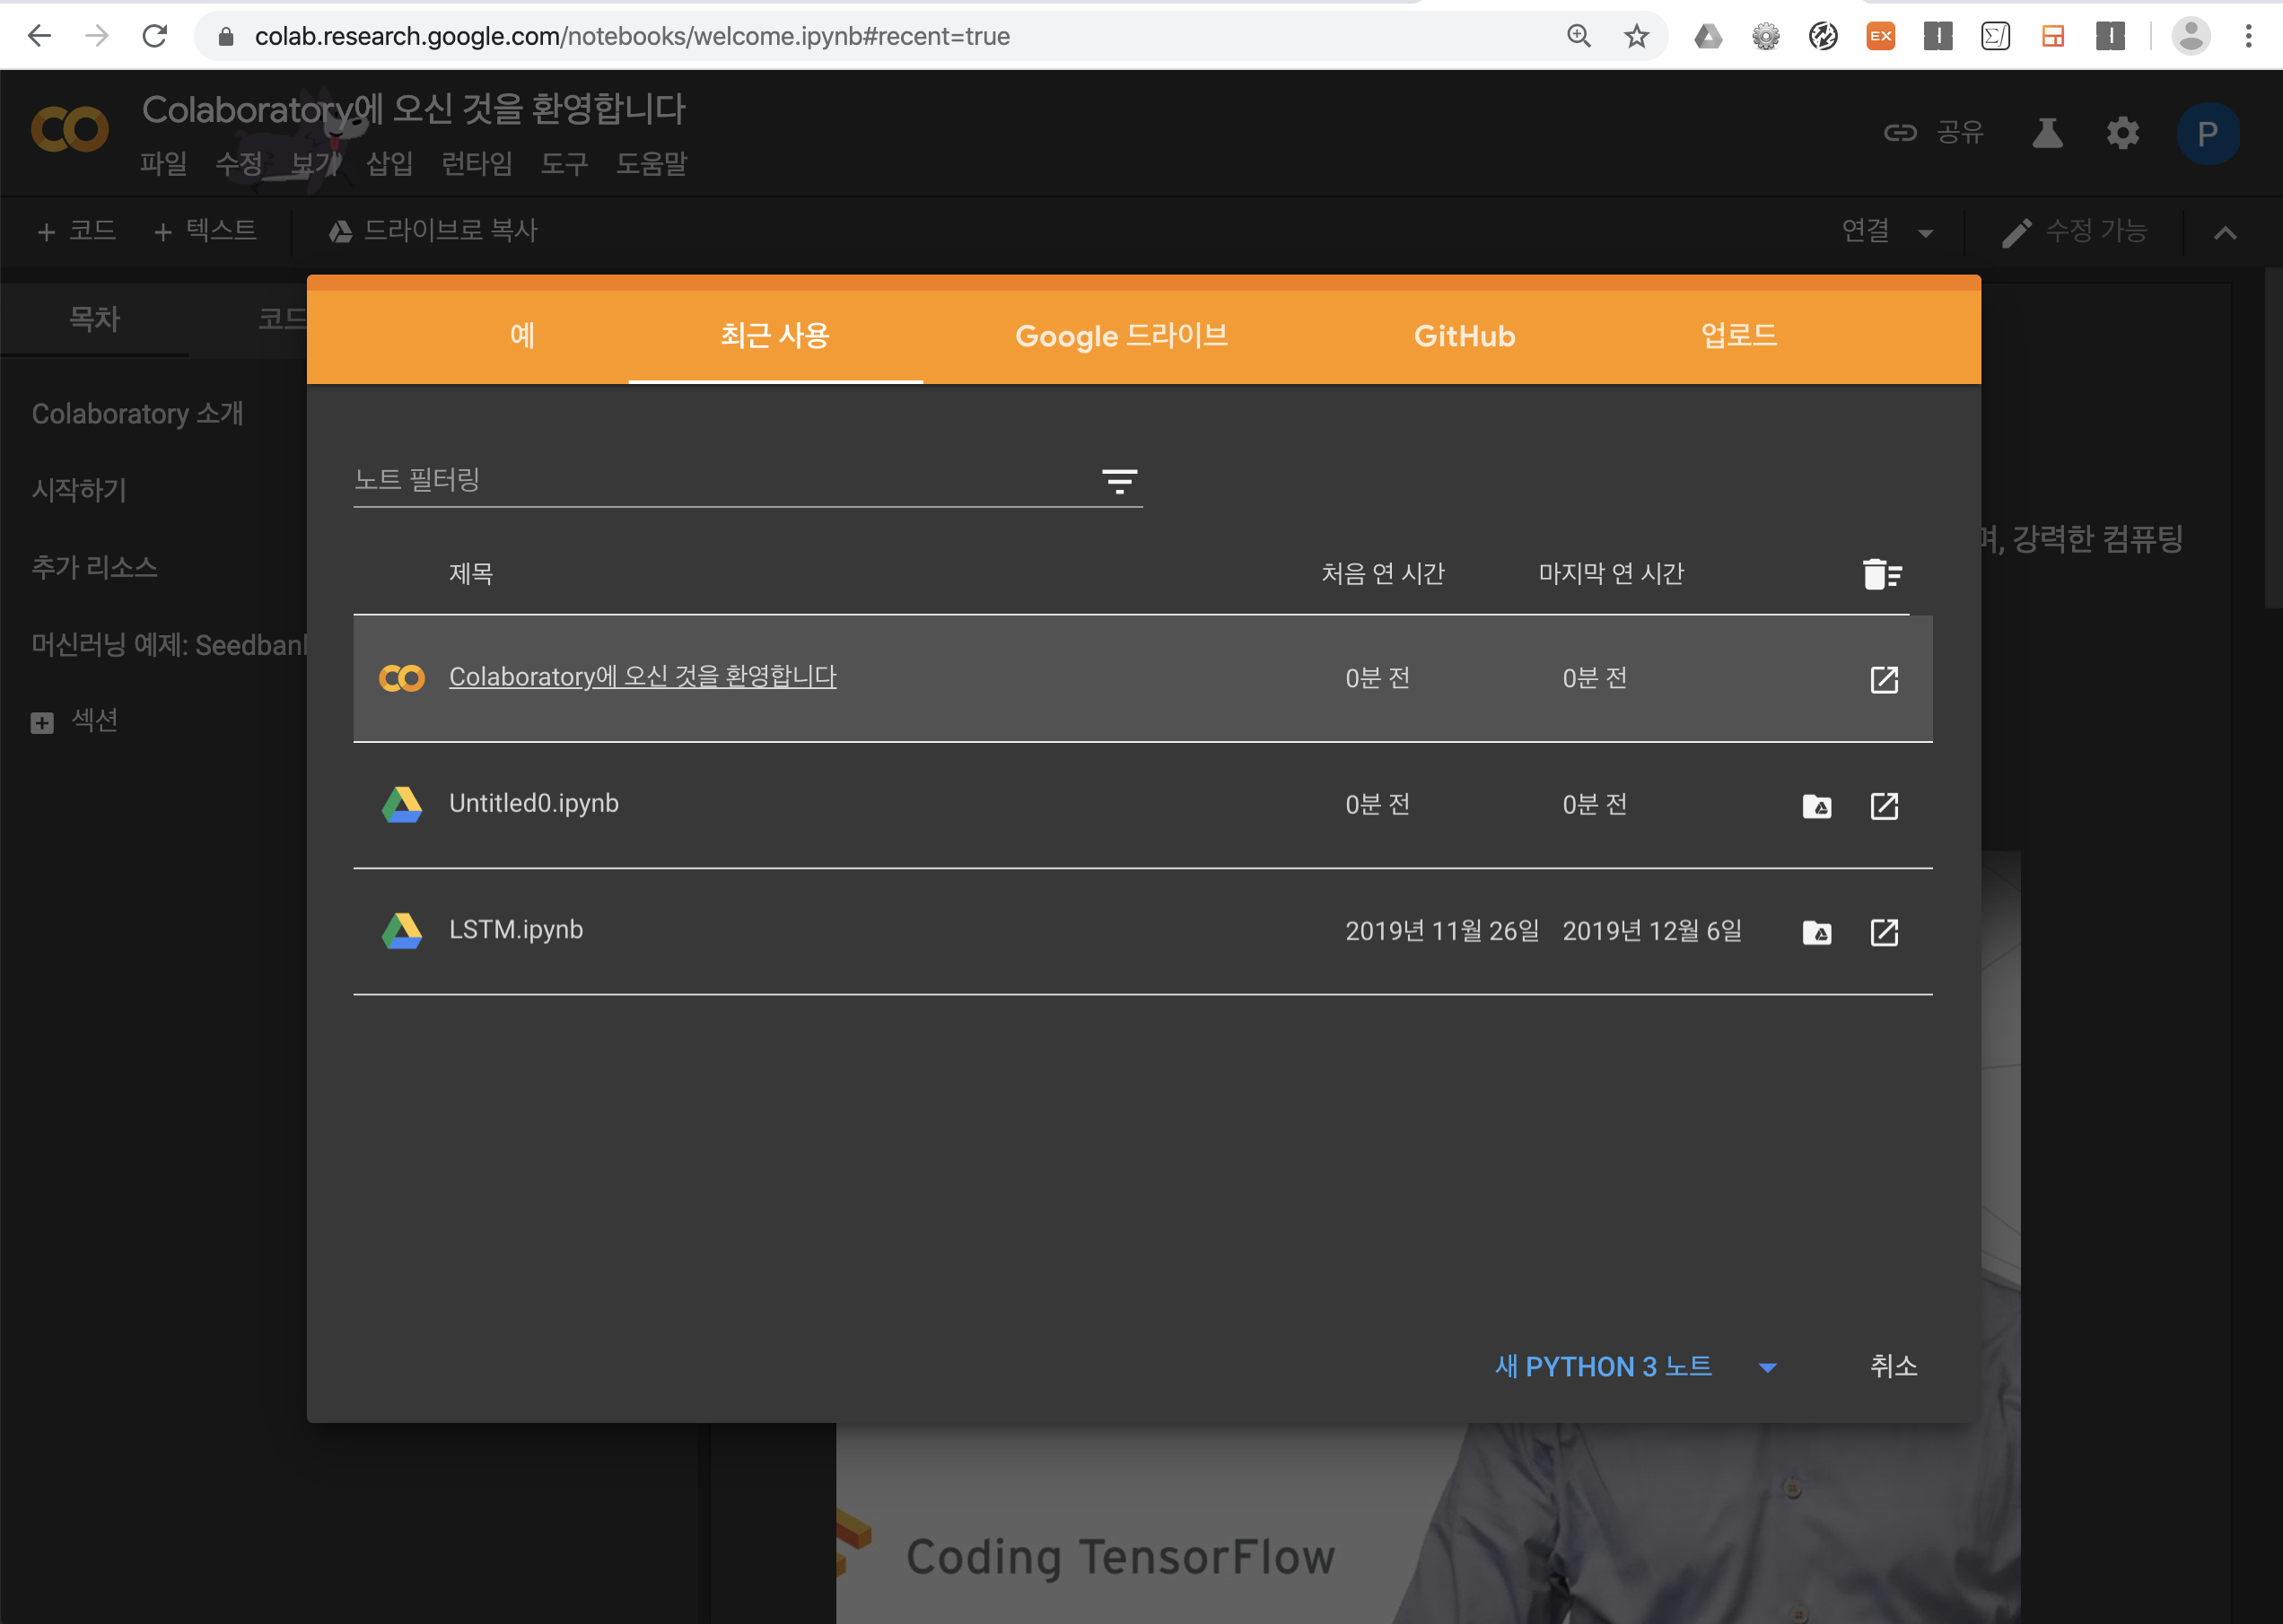 colab.research.google.com/notebooks/welcome.ipynb#recent=true
EX
Colaboratory에 오신 것을 환영합니다
파일 수정 보기 삽입 런타임 도구 도움말
공유
P
+ 코드 + 텍스트 드라이브로 복사
연결 수정 가능
목차 코드
예 최근 사용 Google 드라이브 GitHub 업로드
Colaboratory 소개
시작하기
추가 리소스
머신러닝 예제: Seedbank
섹션
노트 필터링
며, 강력한 컴퓨팅
제목 처음 연 시간 마지막 연 시간
Colaboratory에 오신 것을 환영합니다 0분 전 0분 전
Untitled0.ipynb 0분 전 0분 전
LSTM.ipynb 2019년 11월 26일 2019년 12월 6일
새 PYTHON 3 노트 취소
Coding TensorFlow